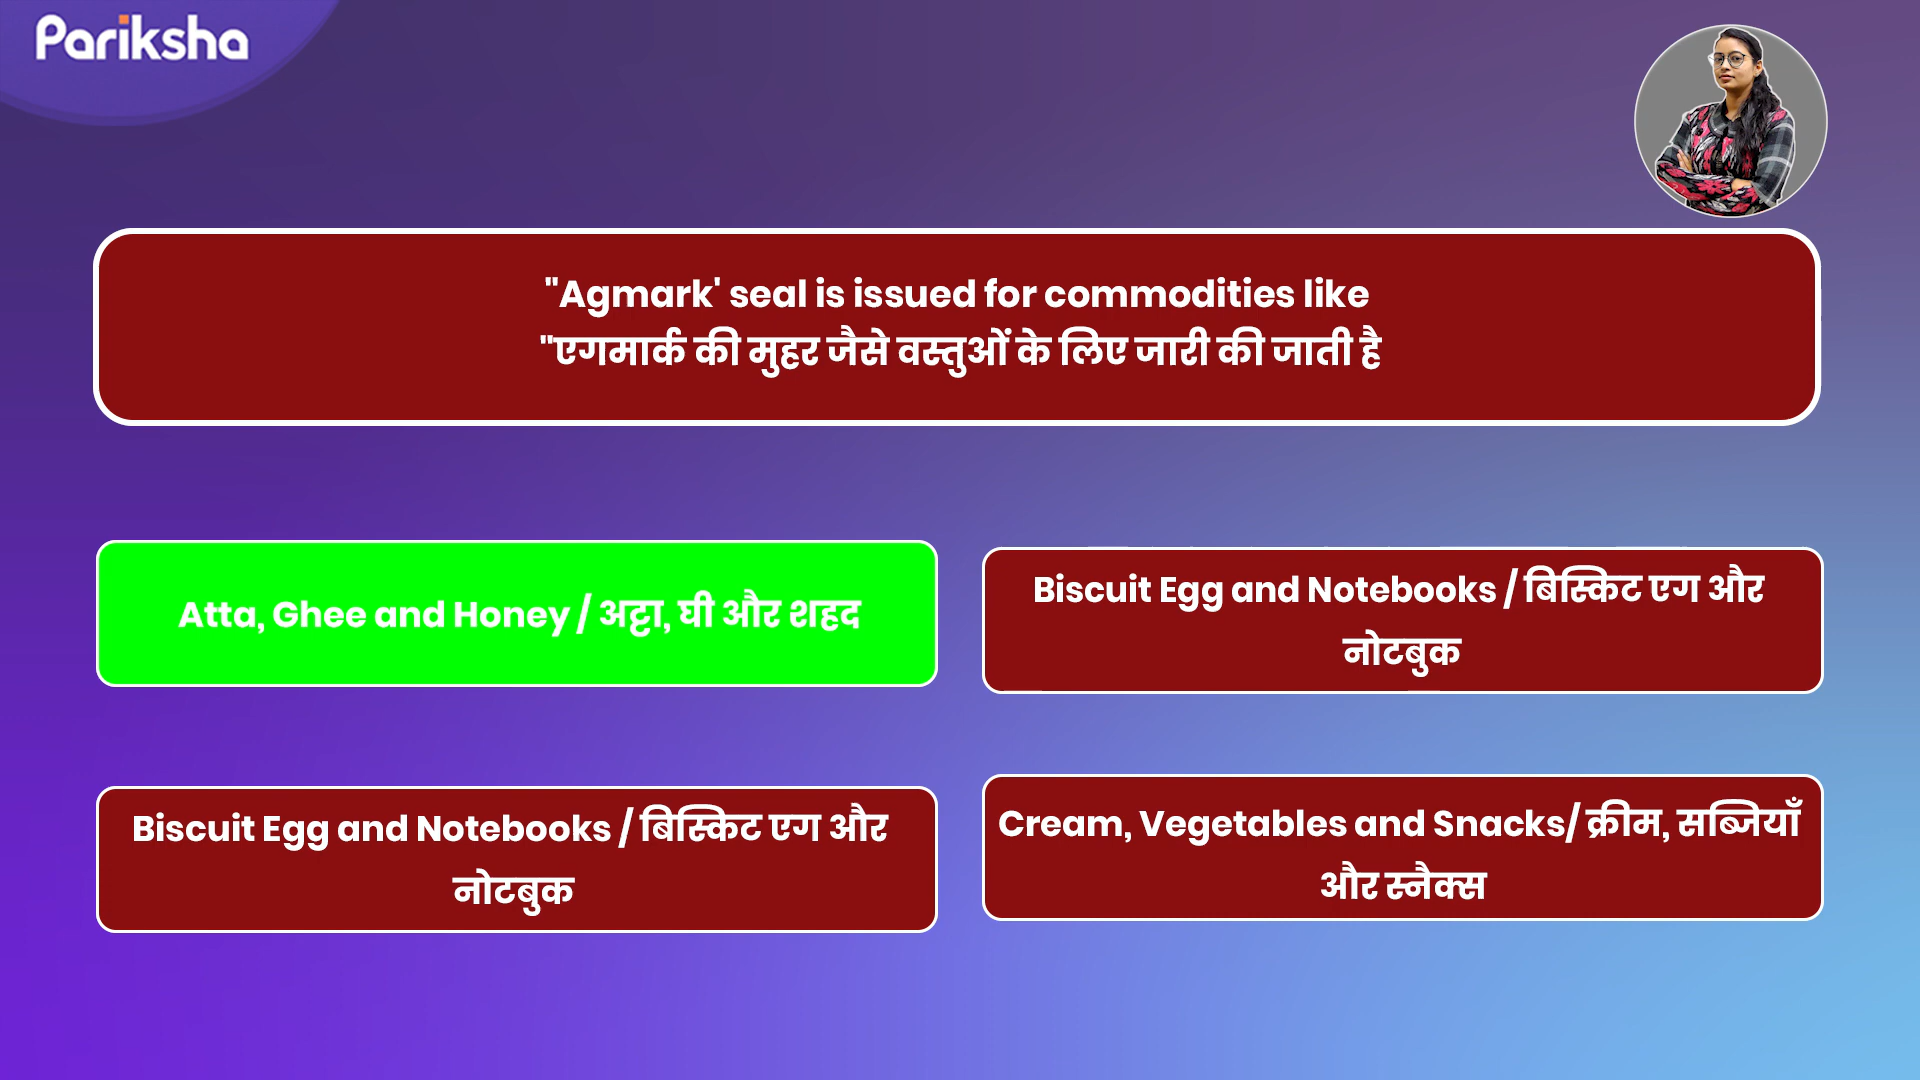 Pariksha
"Agmark' seal is issued for commodities like
"एगमार्क की मुहर जैसे वस्तुओं के लिए जारी की जाती है
Atta, Ghee and Honey / अट्टा, घी और शहद
Biscuit Egg and Notebooks / बिस्किट एग और
नोटबुक
Biscuit Egg and Notebooks / बिस्किट एग और
नोटबुक
Cream, Vegetables and Snacks/ क्रीम, सब्जियाँ
और स्नैक्स